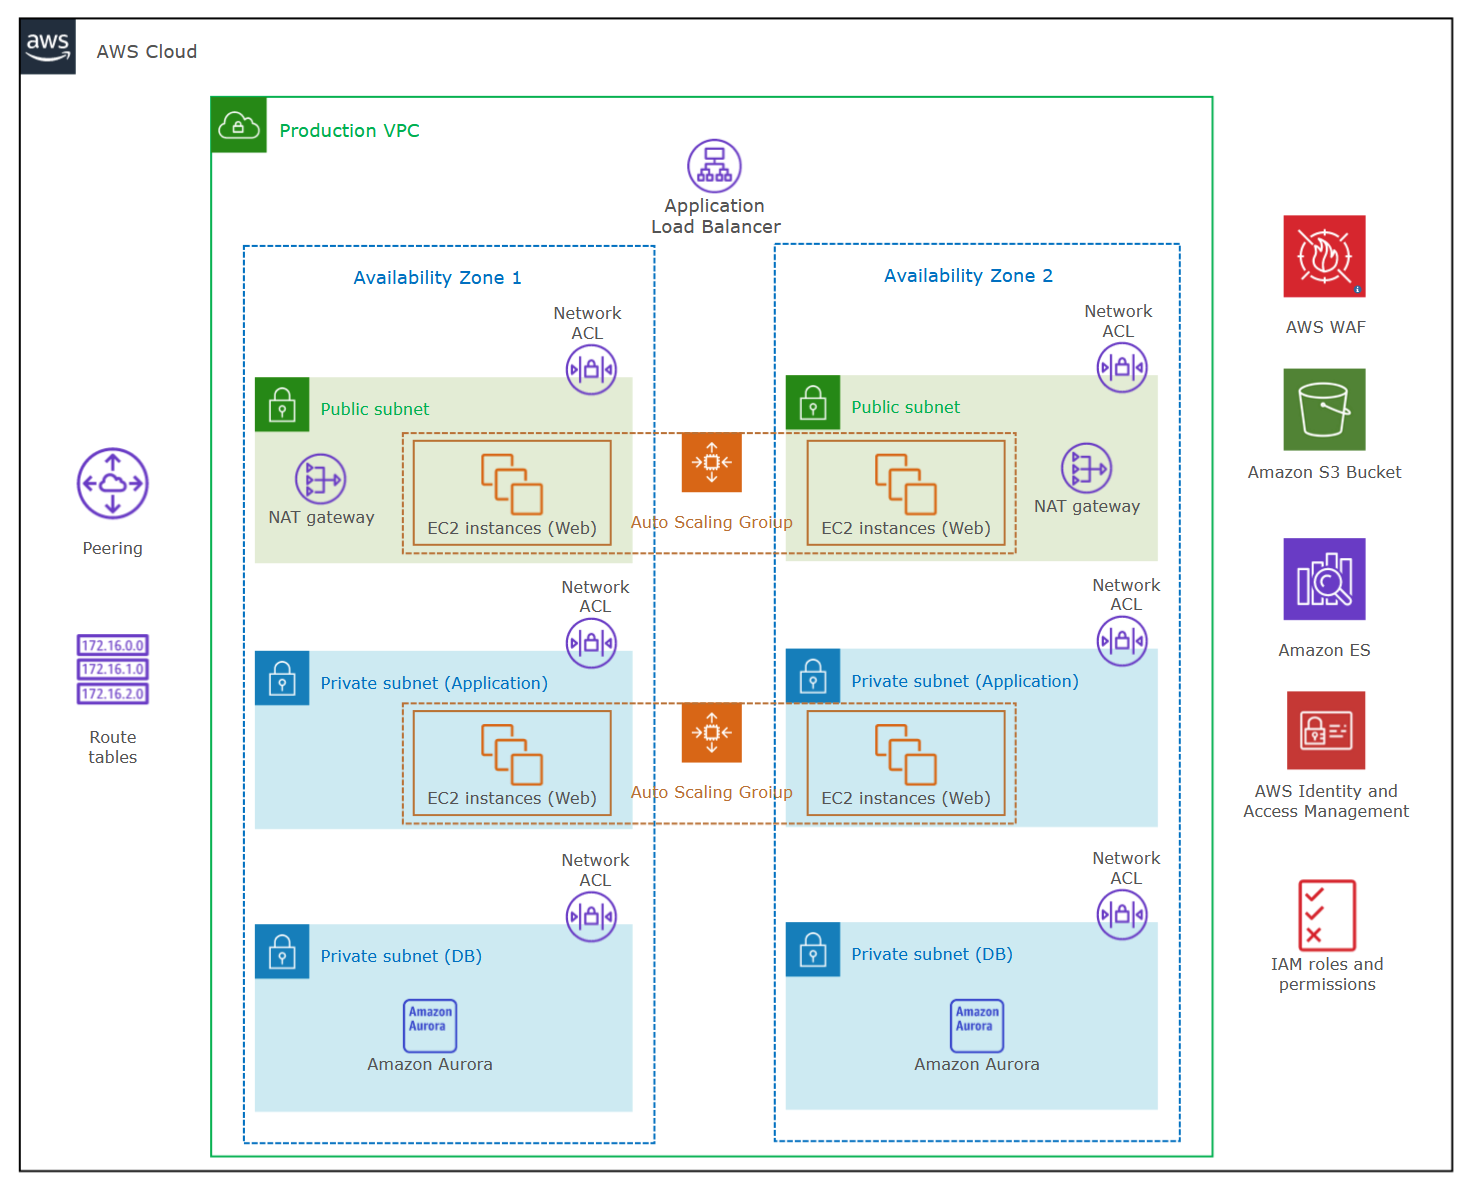 aws
AWS Cloud
Production VPC
Application
Load Balancer
Availability Zone 1
Availability Zone 2
Network
ACL
Network
ACL
Public subnet
Public subnet
NAT gateway
EC2 instances (Web)
Auto Scaling Groiup
EC2 instances (Web)
NAT gateway
Network
ACL
Network
ACL
Private subnet (Application)
Private subnet (Application)
EC2 instances (Web)
Auto Scaling Groiup
EC2 instances (Web)
Network
ACL
Network
ACL
Private subnet (DB)
Private subnet (DB)
Amazon
Aurora
Amazon Aurora
Amazon
Aurora
Amazon Aurora
Peering
172.16.0.0
172.16.1.0
172.16.2.0
Route
tables
AWS WAF
Amazon S3 Bucket
Amazon ES
AWS Identity and
Access Management
IAM roles and
permissions